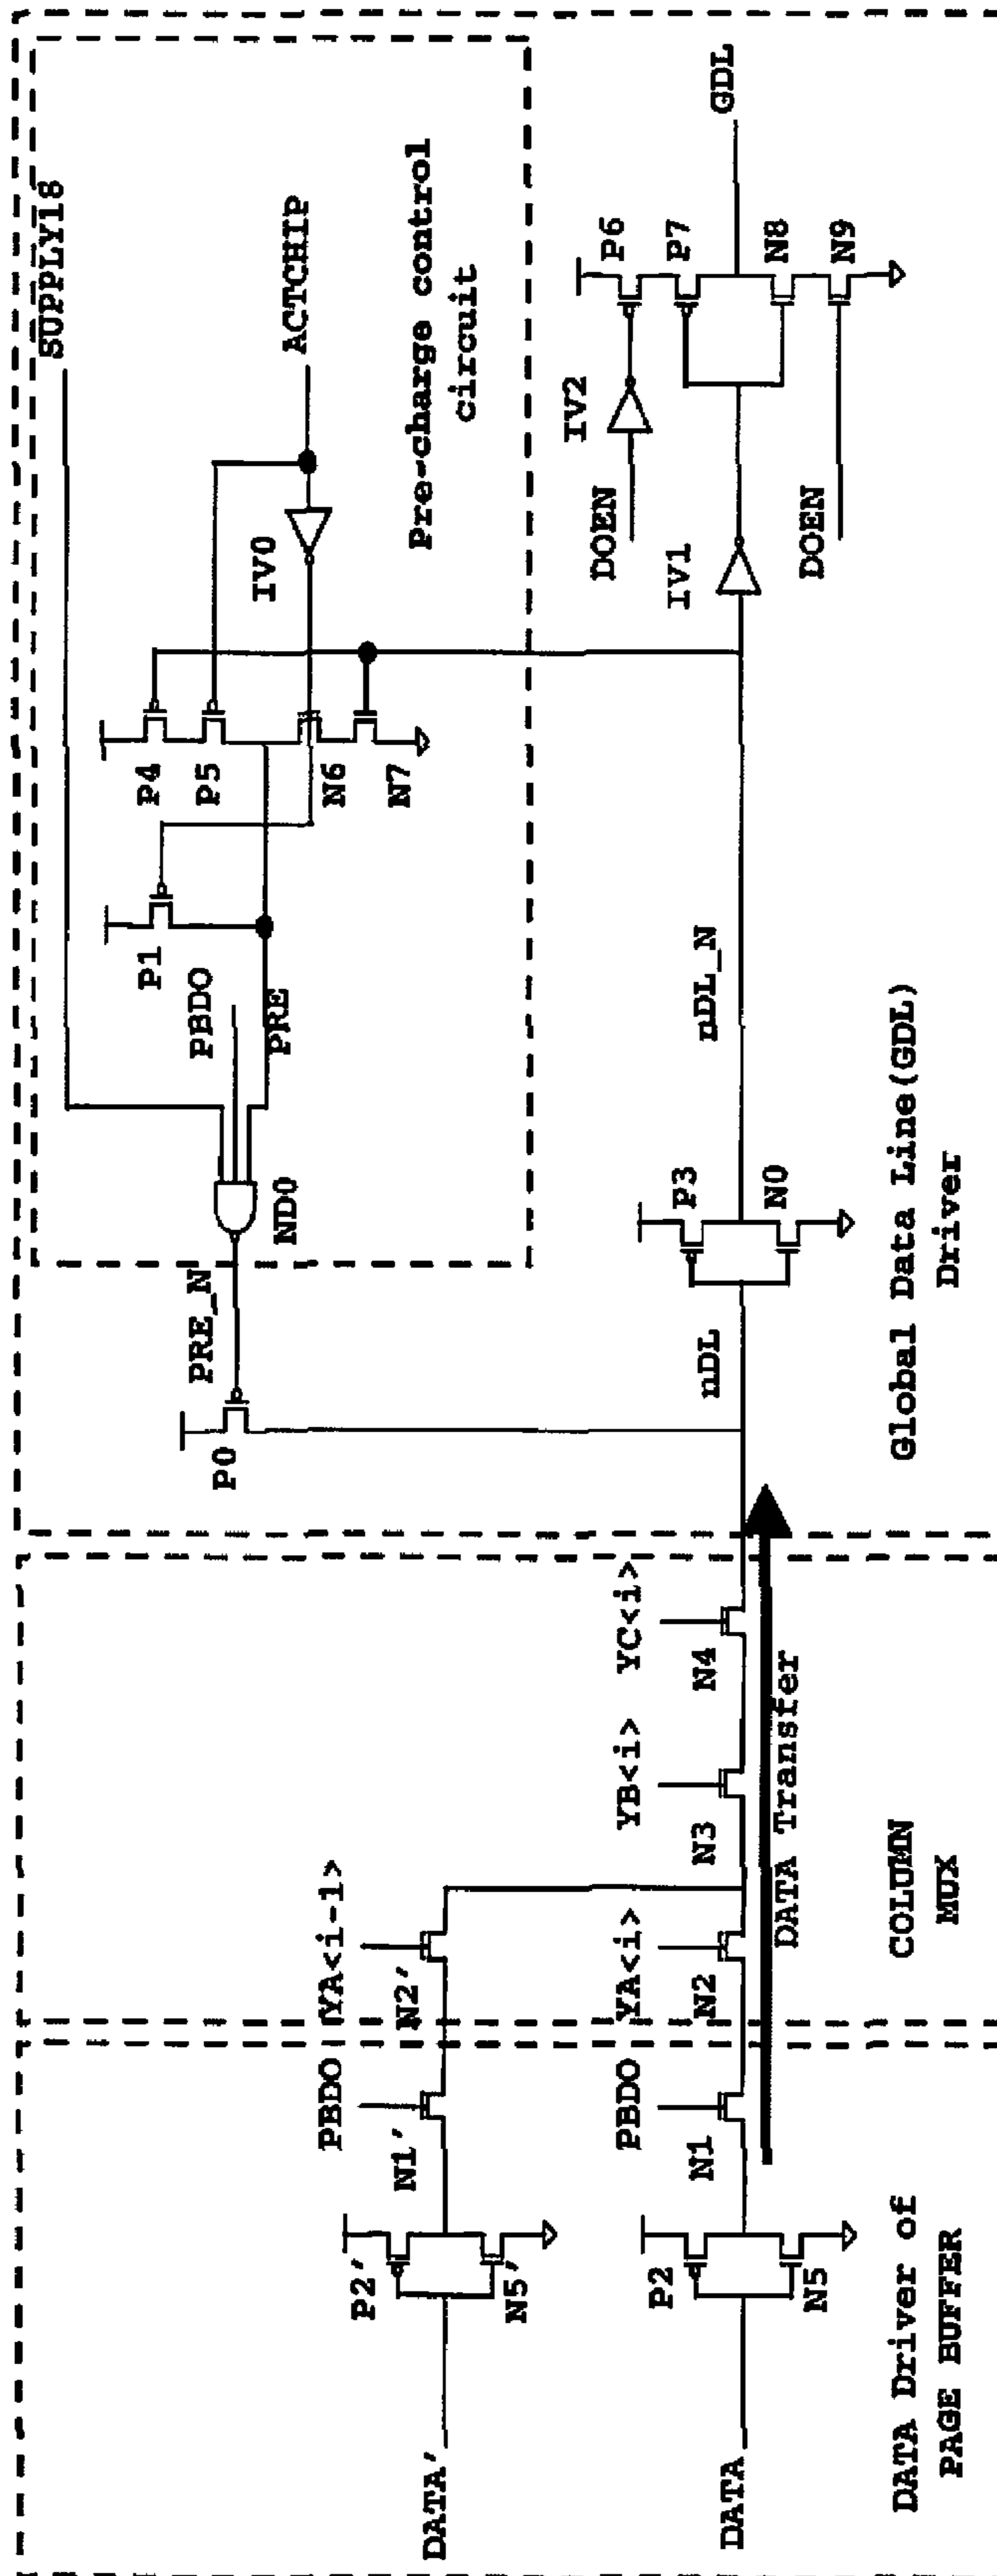 SUPPLY18
ACTCHIP
Pre-charge control
circuit
IV0
P4
P5
N6
N7
P1
PBDO
PRE
ND0
PRE_N
P0
GDL
P6
P7
N8
N9
IV2
DOEN
IV1
DOEN
nDL_N
P3
N0
nDL
Global Data Line(GDL)
Driver
YC<i>
N4
YB<i>
N3
YA<i-1>
N2'
YA<i>
N2
DATA Transfer
COLUMN
MUX
PBDO
N1'
PBDO
N1
P2'
N5'
P2
N5
DATA'
DATA
DATA Driver of
PAGE BUFFER